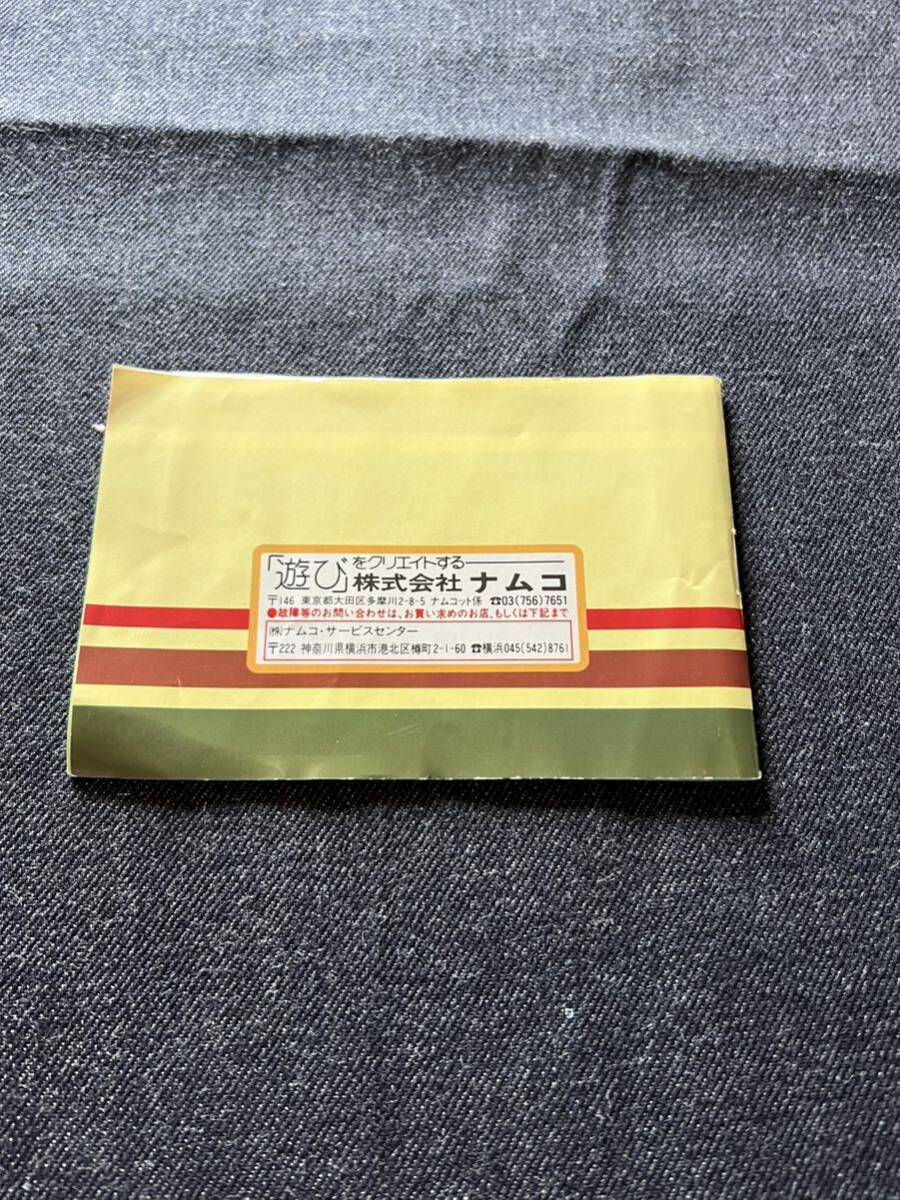 「遊び」をクリエイトする——
株式会社 ナムコ
〒146 東京都大田区多摩川2-8-5 ナムコット係 ☎03(756)7651
●故障等のお問い合わせは、お買い求めのお店、もしくは下記まで
㈱ナムコ・サービスセンター
〒222 神奈川県横浜市港北区樽町2-1-60 ☎横浜045(542)8761